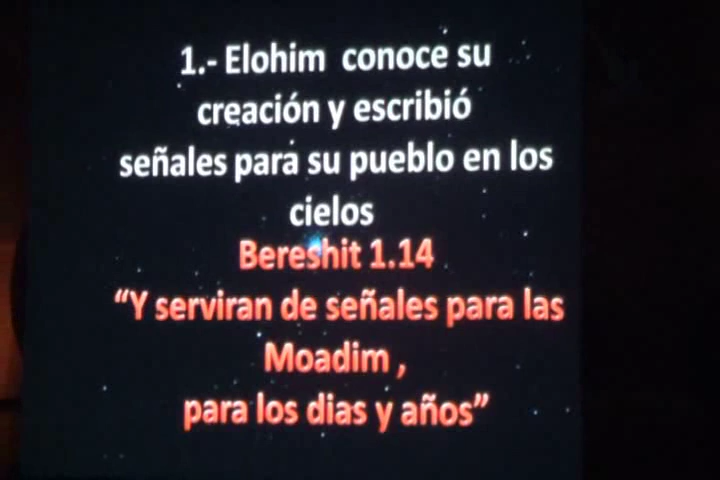 1.- Elohim conoce su
creación y escribió
señales para su pueblo en los
cielos
Bereshit 1.14
“Y serviran de señales para las
Moadim ,
para los dias y años”